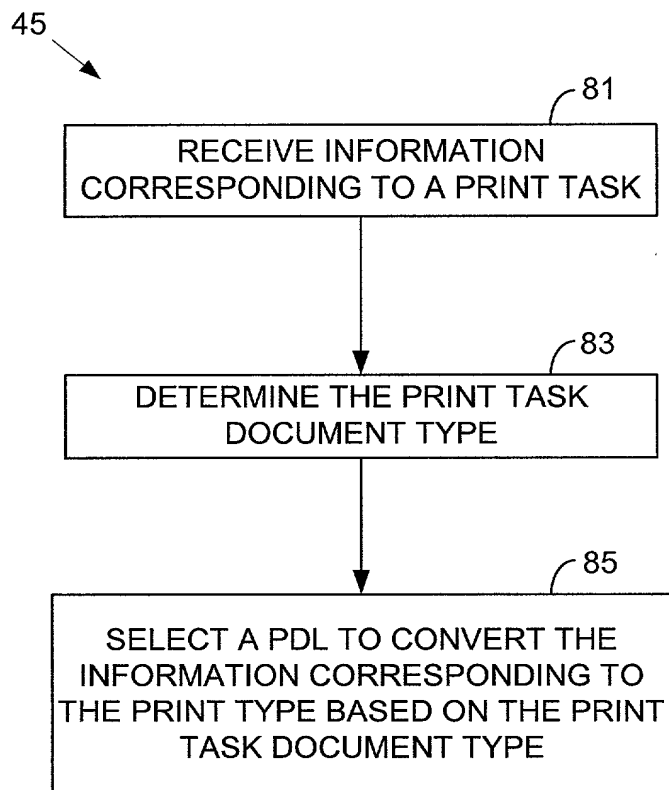 45
81
RECEIVE INFORMATION
CORRESPONDING TO A PRINT TASK
83
DETERMINE THE PRINT TASK
DOCUMENT TYPE
85
SELECT A PDL TO CONVERT THE
INFORMATION CORRESPONDING TO
THE PRINT TYPE BASED ON THE PRINT
TASK DOCUMENT TYPE